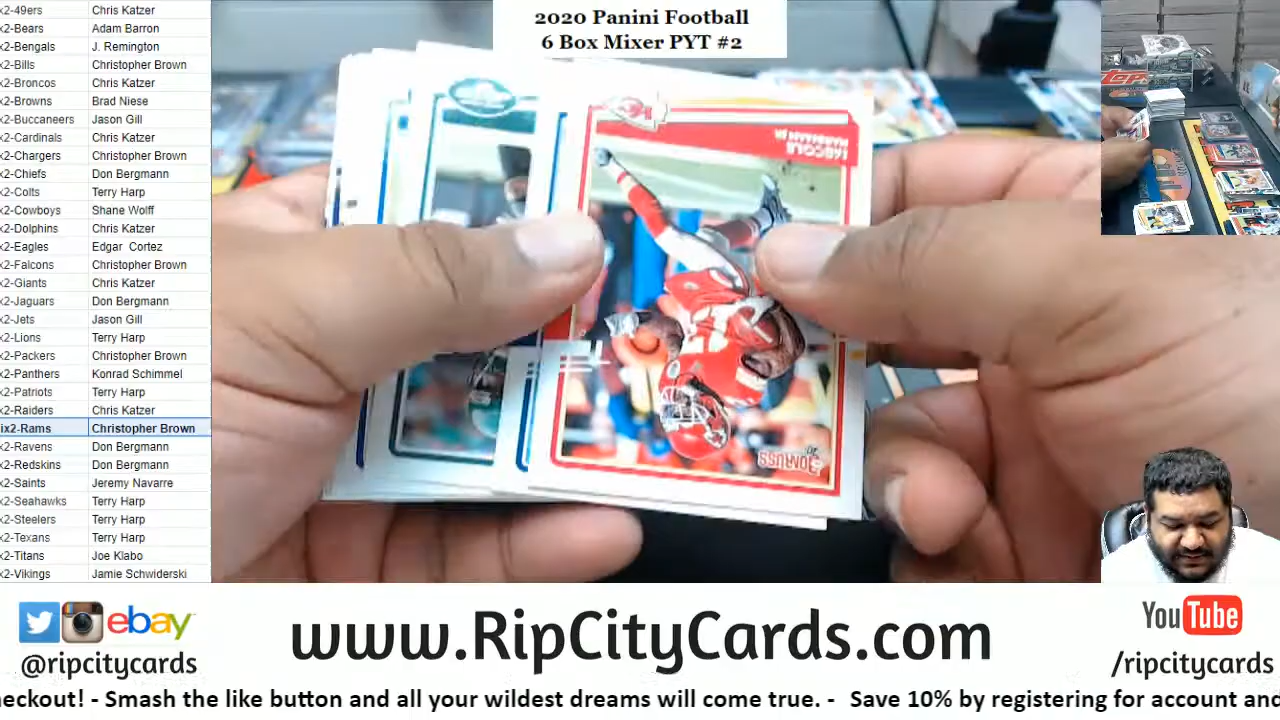 x2-49ers Chris Katzer
x2-Bears Adam Barron
x2-Bengals J. Remington
x2-Bills Christopher Brown
x2-Broncos Chris Katzer
x2-Browns Brad Niese
x2-Buccaneers Jason Gill
x2-Cardinals Chris Katzer
x2-Chargers Christopher Brown
x2-Chiefs Don Bergmann
x2-Colts Terry Harp
x2-Cowboys Shane Wolff
x2-Dolphins Chris Katzer
x2-Eagles Edgar Cortez
x2-Falcons Christopher Brown
x2-Giants Chris Katzer
x2-Jaguars Don Bergmann
x2-Jets Jason Gill
x2-Lions Terry Harp
x2-Packers Christopher Brown
x2-Panthers Konrad Schimmel
x2-Patriots Terry Harp
x2-Raiders Chris Katzer
ix2-Rams Christopher Brown
x2-Ravens Don Bergmann
x2-Redskins Don Bergmann
x2-Saints Jeremy Navarre
x2-Seahawks Terry Harp
x2-Steelers Terry Harp
x2-Texans Terry Harp
x2-Titans Joe Klabo
x2-Vikings Jamie Schwiderski
2020 Panini Football
6 Box Mixer PYT #2
MECOLE
HARDMAN JR.
DONRUSS
TOPPS
ebay
@ripcitycards
www.RipCityCards.com
YouTube
/ripcitycards
heckout! - Smash the like button and all your wildest dreams will come true. - Save 10% by registering for account and